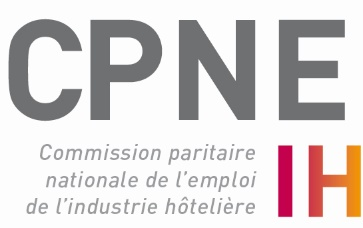 CPNE
Commission paritaire
nationale de l'emploi
de l'industrie hôtelière
IH